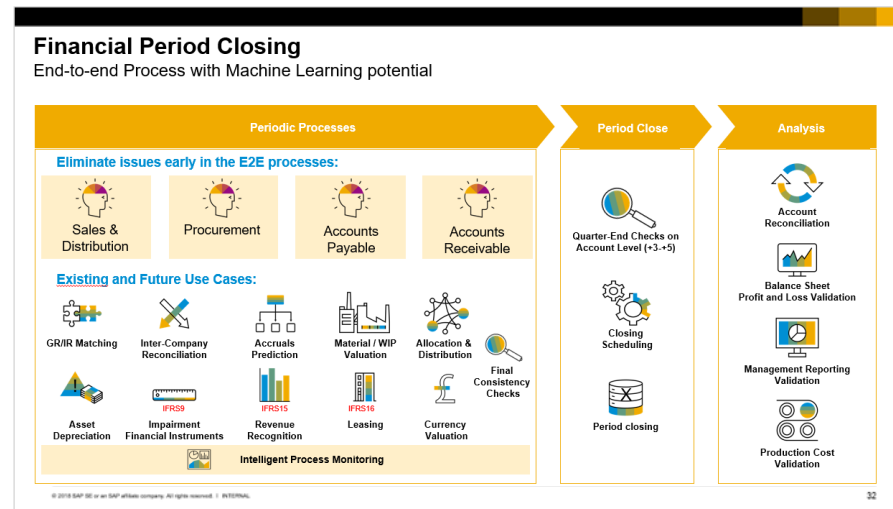 Financial Period Closing
End-to-end Process with Machine Learning potential
Periodic Processes
Period Close
Analysis
Eliminate issues early in the E2E processes:
Sales &
Distribution
Procurement
Accounts
Payable
Accounts
Receivable
Existing and Future Use Cases:
GR/IR Matching
Inter-Company
Reconciliation
Accruals
Prediction
Material / WIP
Valuation
Allocation &
Distribution
Final
Consistency
Checks
Asset
Depreciation
IFRS9
Impairment
Financial Instruments
IFRS15
Revenue
Recognition
IFRS16
Leasing
Currency
Valuation
Intelligent Process Monitoring
Quarter-End Checks on
Account Level (+3-+5)
Closing
Scheduling
Period closing
Account
Reconciliation
Balance Sheet
Profit and Loss Validation
Management Reporting
Validation
Production Cost
Validation
© 2018 SAP SE or an SAP affiliate company. All rights reserved. | INTERNAL
32